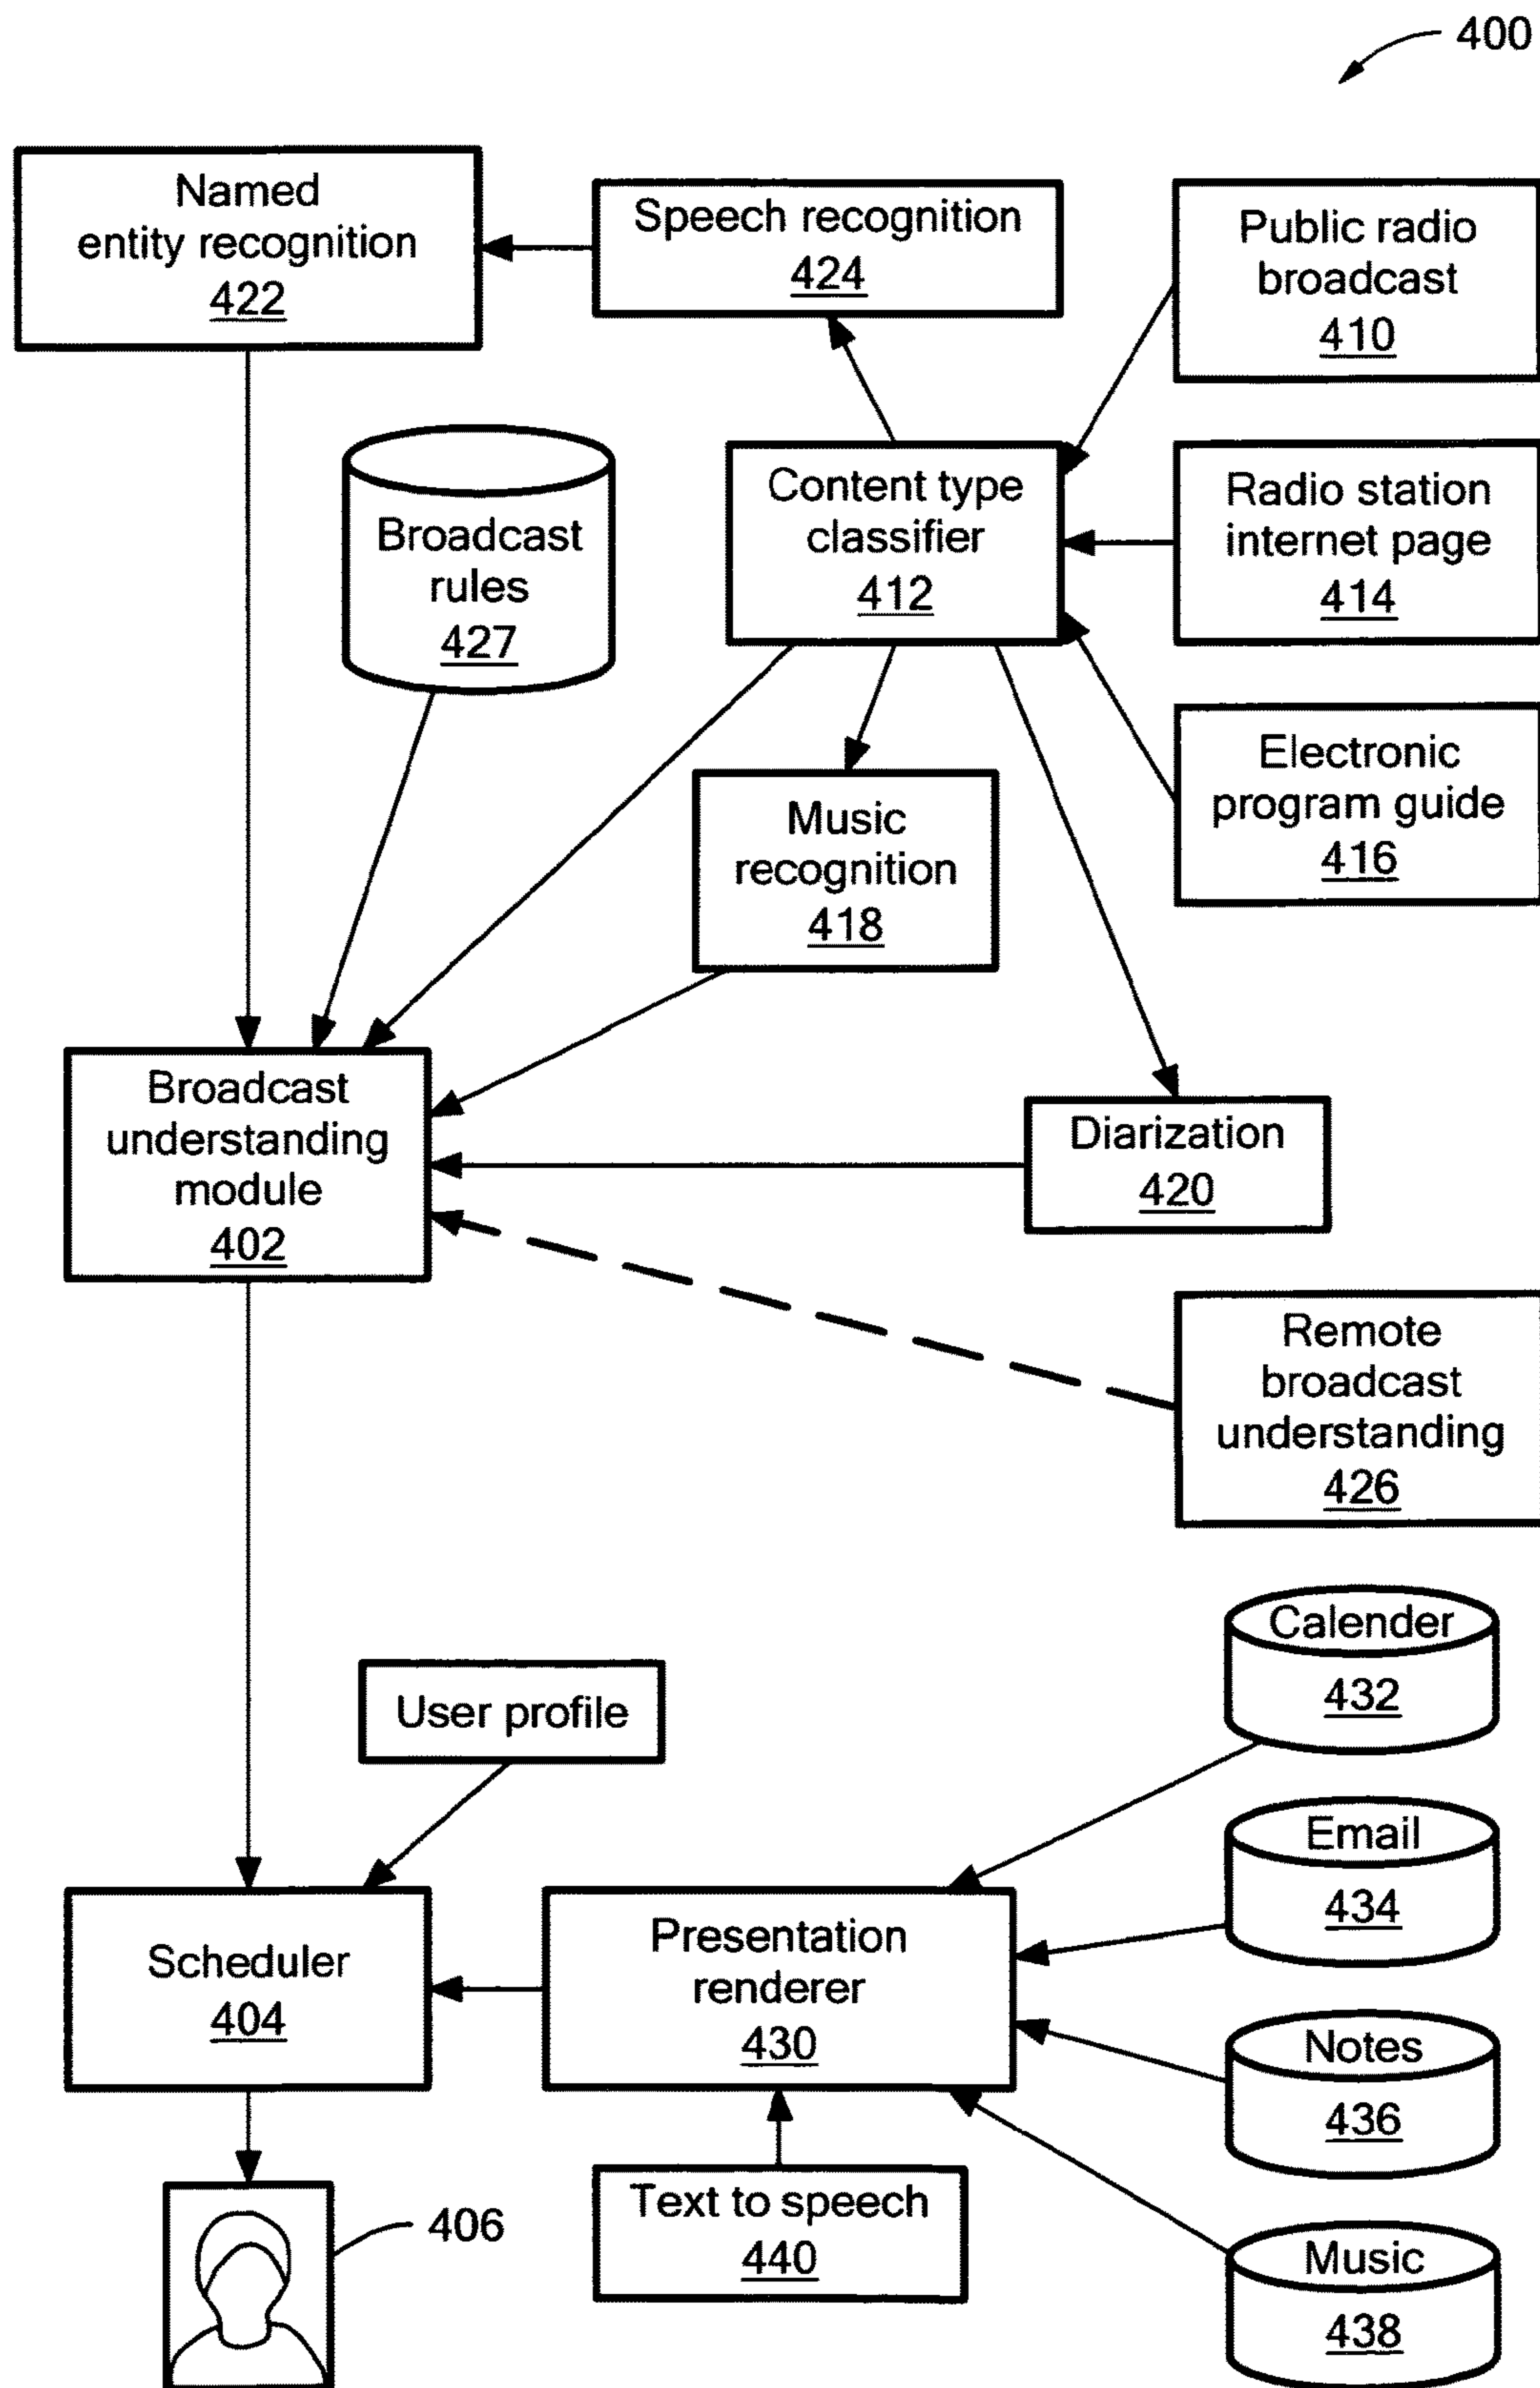 400
Named
entity recognition
422
Speech recognition
424
Public radio
broadcast
410
Broadcast
rules
427
Content type
classifier
412
Radio station
internet page
414
Music
recognition
418
Electronic
program guide
416
Broadcast
understanding
module
402
Diarization
420
Remote
broadcast
understanding
426
Calender
432
User profile
Email
434
Scheduler
404
Presentation
renderer
430
Notes
436
406
Text to speech
440
Music
438